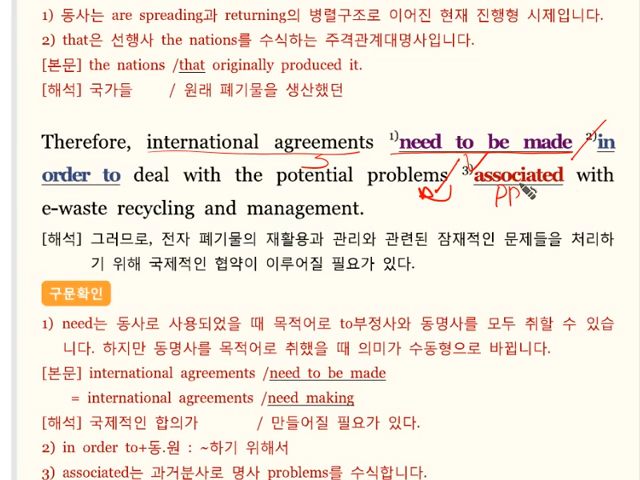 1) 동사는 are spreading과 returning의 병렬구조로 이어진 현재 진행형 시제입니다.
2) that은 선행사 the nations를 수식하는 주격관계대명사입니다.
[본문] the nations /that originally produced it.
[해석] 국가들 / 원래 폐기물을 생산했던
Therefore, international agreements 1)need to be made 2)in
order to deal with the potential problems 3)associated with
PP
e-waste recycling and management.
[해석] 그러므로, 전자 폐기물의 재활용과 관리와 관련된 잠재적인 문제들을 처리하
기 위해 국제적인 협약이 이루어질 필요가 있다.
구문확인
1) need는 동사로 사용되었을 때 목적어로 to부정사와 동명사를 모두 취할 수 있습
니다. 하지만 동명사를 목적어로 취했을 때 의미가 수동형으로 바뀝니다.
[본문] international agreements /need to be made
= international agreements /need making
[해석] 국제적인 합의가 / 만들어질 필요가 있다.
2) in order to+동.원 : ~하기 위해서
3) associated는 과거분사로 명사 problems를 수식합니다.